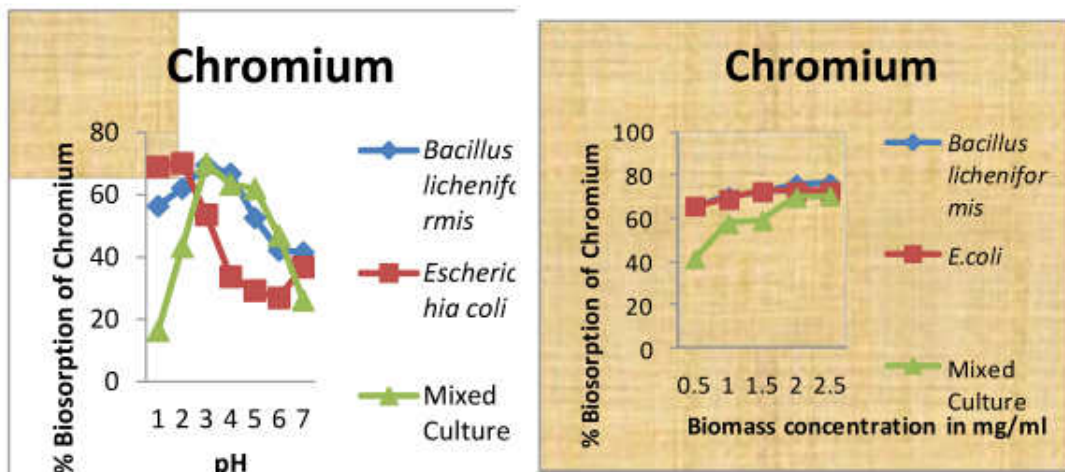 Chromium
% Biosorption of Chromium
80
60
40
20
0
1 2 3 4 5 6 7
pH
Bacillus
lichenifo
rmis
Escheric
hia coli
Mixed
Culture
Chromium
% Biosorption of Chromium
100
80
60
40
20
0
0.5 1 1.5 2 2.5
Biomass concentration in mg/ml
Bacillus
lichenifor
mis
E.coli
Mixed
Culture